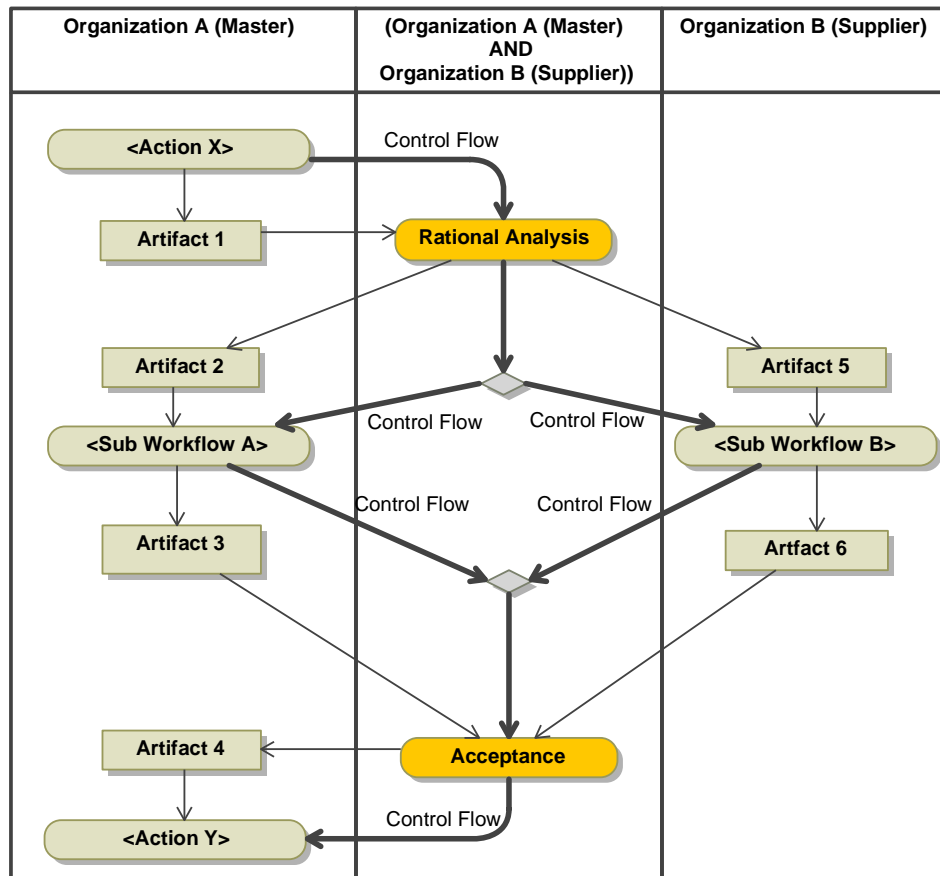 Organization A (Master)
(Organization A (Master)
AND
Organization B (Supplier))
Organization B (Supplier)
Control Flow
<Action X>
Artifact 1
Rational Analysis
Artifact 2
Artifact 5
Control Flow
Control Flow
<Sub Workflow A>
<Sub Workflow B>
Control Flow
Control Flow
Artifact 3
Artfact 6
Artifact 4
Acceptance
Control Flow
<Action Y>